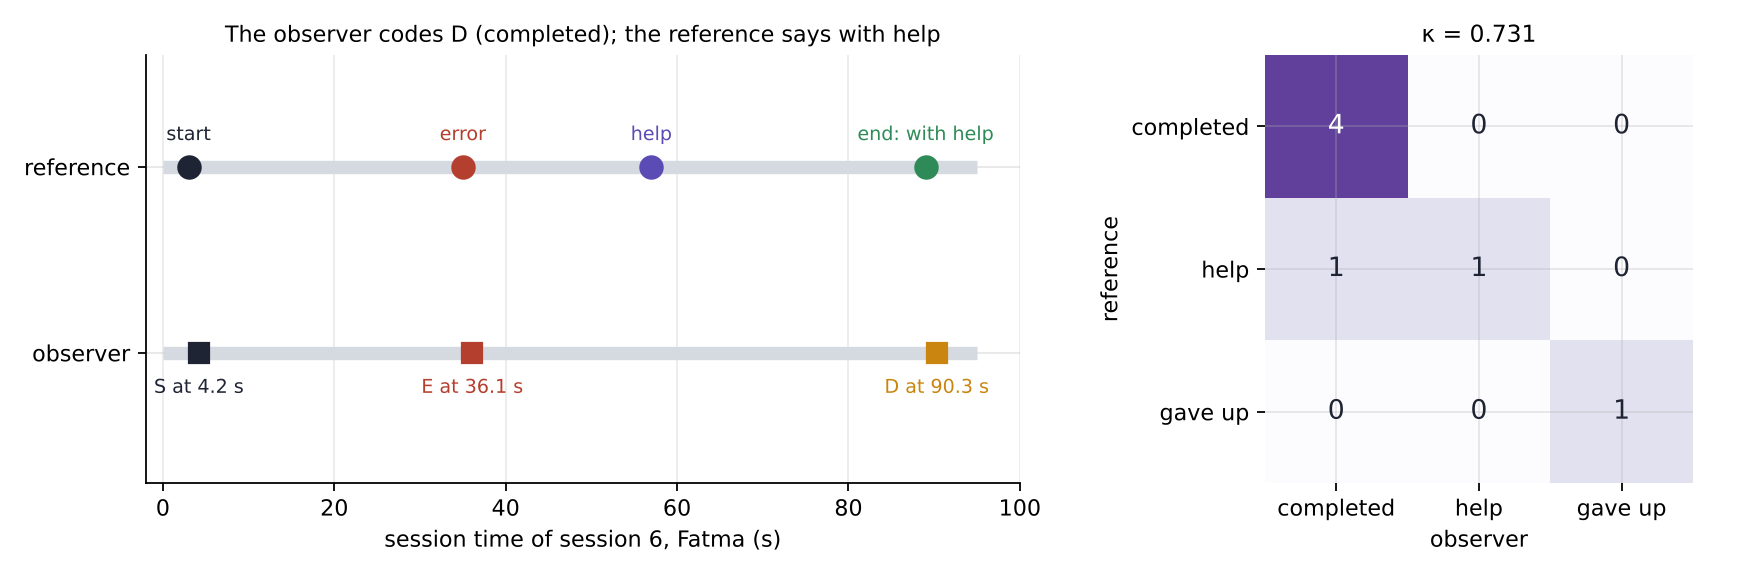 The observer codes D (completed); the reference says with help
start
error
help
end: with help
reference
observer
S at 4.2 s
E at 36.1 s
D at 90.3 s
0
20
40
60
80
100
session time of session 6, Fatma (s)
κ = 0.731
completed
4
0
0
help
1
1
0
gave up
0
0
1
reference
completed
help
gave up
observer